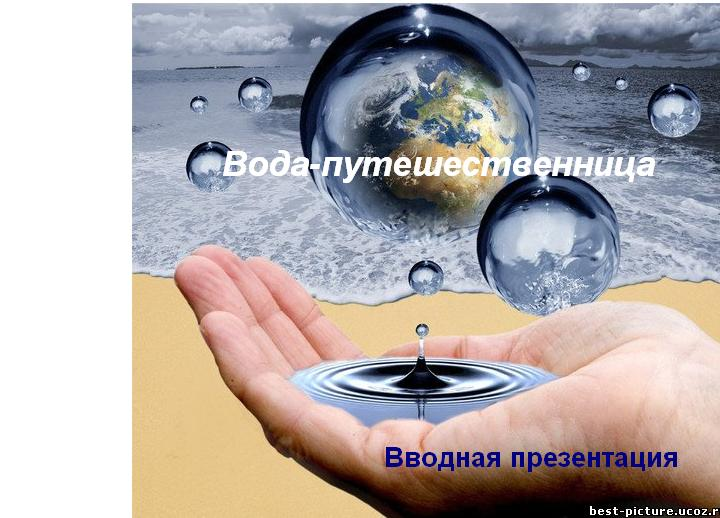 Вода-путешественница
Вводная презентация
best-picture.ucoz.r